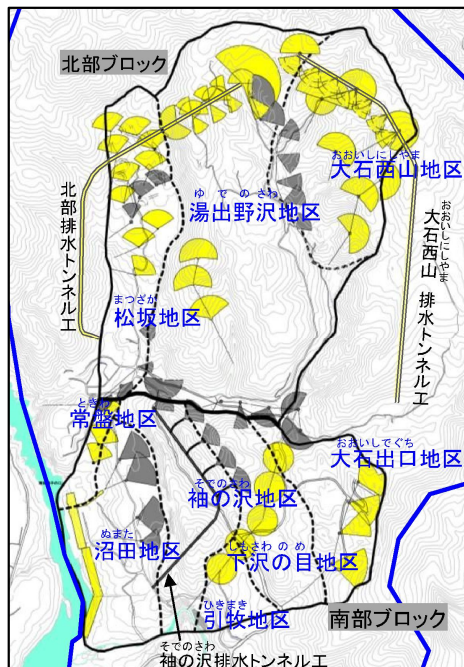 北部ブロック
おおいしにしやま
大石西山地区
ゆでのさわ
湯出野沢地区
北部排水トンネル工
おおいしにしやま
大石西山 排水トンネル工
まつざか
松坂地区
ときわ
常盤地区
おおいしでぐち
大石出口地区
そでのさわ
袖の沢地区
ぬまた
沼田地区
しもさわのめ
下沢の目地区
ひきまき
引牧地区
南部ブロック
そでのさわ
袖の沢排水トンネル工